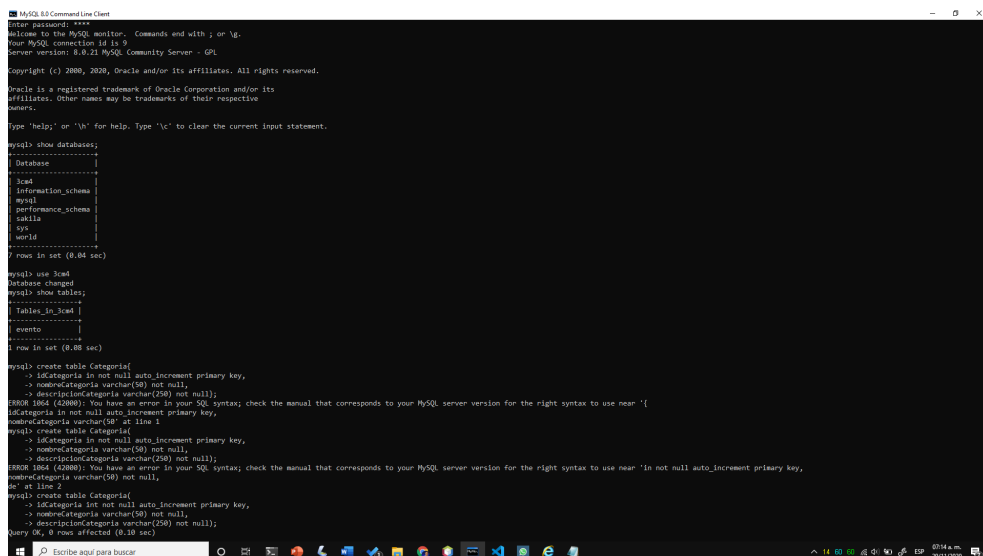 MySQL 8.0 Command Line Client
Enter password: ****
Welcome to the MySQL monitor.  Commands end with ; or \g.
Your MySQL connection id is 9
Server version: 8.0.21 MySQL Community Server - GPL
Copyright (c) 2000, 2020, Oracle and/or its affiliates. All rights reserved.
Oracle is a registered trademark of Oracle Corporation and/or its
affiliates. Other names may be trademarks of their respective
owners.
Type 'help;' or '\h' for help. Type '\c' to clear the current input statement.
mysql> show databases;
+--------------------+
| Database           |
+--------------------+
| 3cm4               |
| information_schema |
| mysql              |
| performance_schema |
| sakila             |
| sys                |
| world              |
+--------------------+
7 rows in set (0.04 sec)
mysql> use 3cm4
Database changed
mysql> show tables;
+----------------+
| Tables_in_3cm4 |
+----------------+
| evento         |
+----------------+
1 row in set (0.08 sec)
mysql> create table Categoria{
    -> idCategoria in not null auto_increment primary key,
    -> nombreCategoria varchar(50) not null,
    -> descripcionCategoria varchar(250) not null};
ERROR 1064 (42000): You have an error in your SQL syntax; check the manual that corresponds to your MySQL server version for the right syntax to use near '{
idCategoria in not null auto_increment primary key,
nombreCategoria varchar(50' at line 1
mysql> create table Categoria(
    -> idCategoria in not null auto_increment primary key,
    -> nombreCategoria varchar(50) not null,
    -> descripcionCategoria varchar(250) not null);
ERROR 1064 (42000): You have an error in your SQL syntax; check the manual that corresponds to your MySQL server version for the right syntax to use near 'in not null auto_increment primary key,
nombreCategoria varchar(50) not null,
de' at line 2
mysql> create table Categoria(
    -> idCategoria int not null auto_increment primary key,
    -> nombreCategoria varchar(50) not null,
    -> descripcionCategoria varchar(250) not null);
Query OK, 0 rows affected (0.10 sec)
Escribe aquí para buscar
14 60 60 ESP 07:14 a. m.
20/11/2020